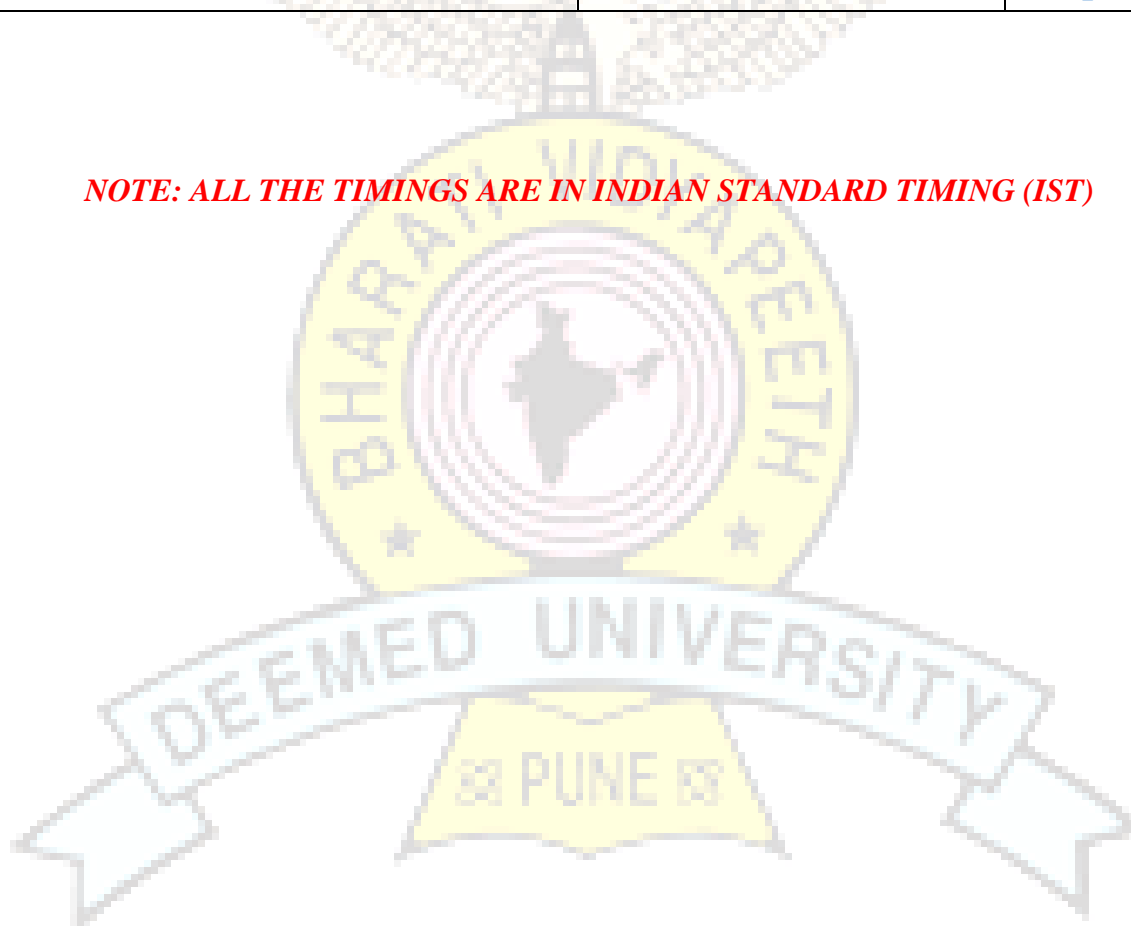 NOTE: ALL THE TIMINGS ARE IN INDIAN STANDARD TIMING (IST)
BHARATI VIDYAPEETH
DEEMED UNIVERSITY
PUNE